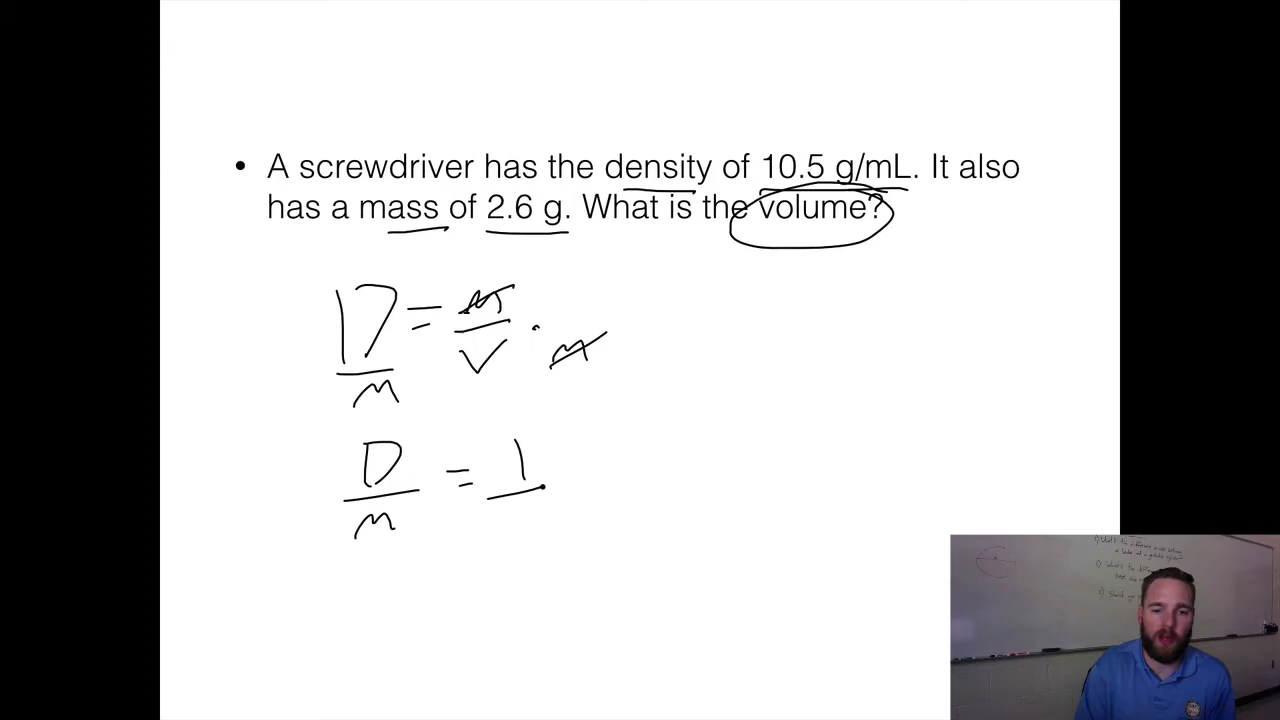 • A screwdriver has the density of 10.5 g/mL. It also
has a mass of 2.6 g. What is the volume?
D/m = m/v · m
D/m = 1/